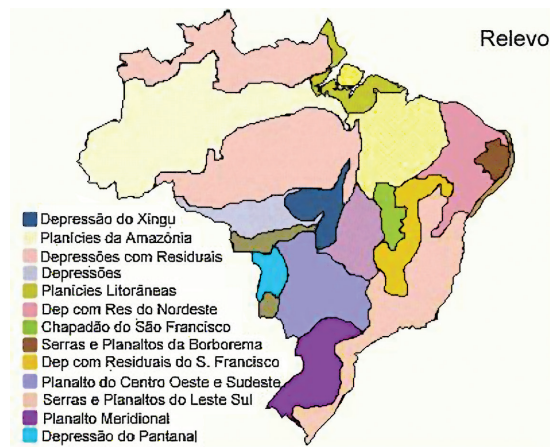 Relevo
Depressão do Xingu
Planícies da Amazónia
Depressões com Residuais
Depressões
Planícies Litorâneas
Dep com Res do Nordeste
Chapadão do São Francisco
Serras e Planaltos da Borborema
Dep com Residuais do S. Francisco
Planalto do Centro Oeste e Sudeste
Serras e Planaltos do Leste Sul
Planalto Meridional
Depressão do Pantanal